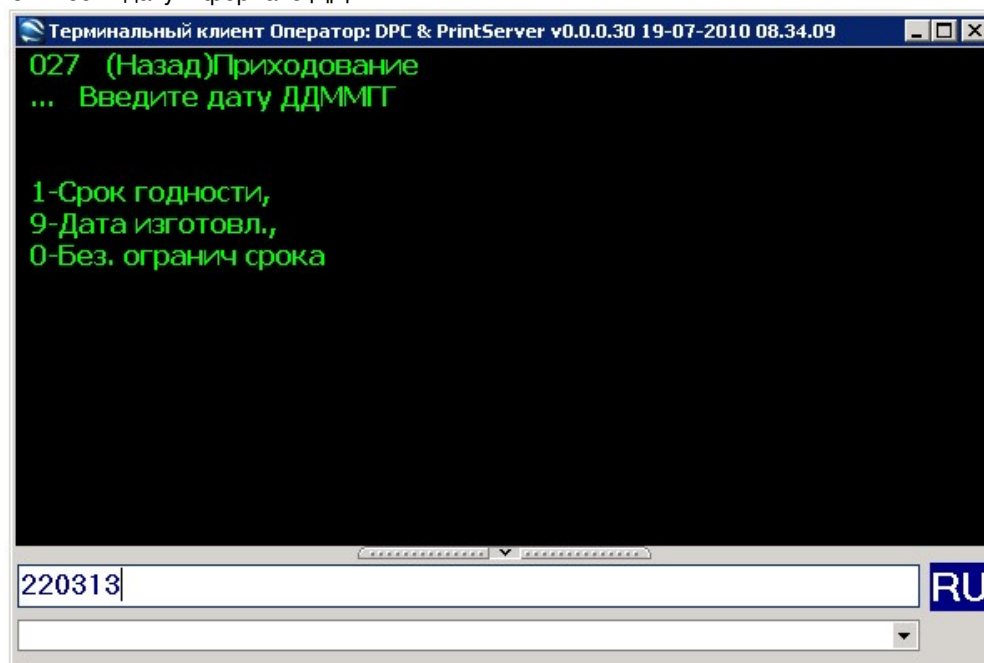 Терминальный клиент Оператор: DPC & PrintServer v0.0.0.30 19-07-2010 08.34.09
027 (Назад)Приходование
... Введите дату ДДММГГ
1-Срок годности,
9-Дата изготовл.,
0-Без. огранич срока
220313
RU